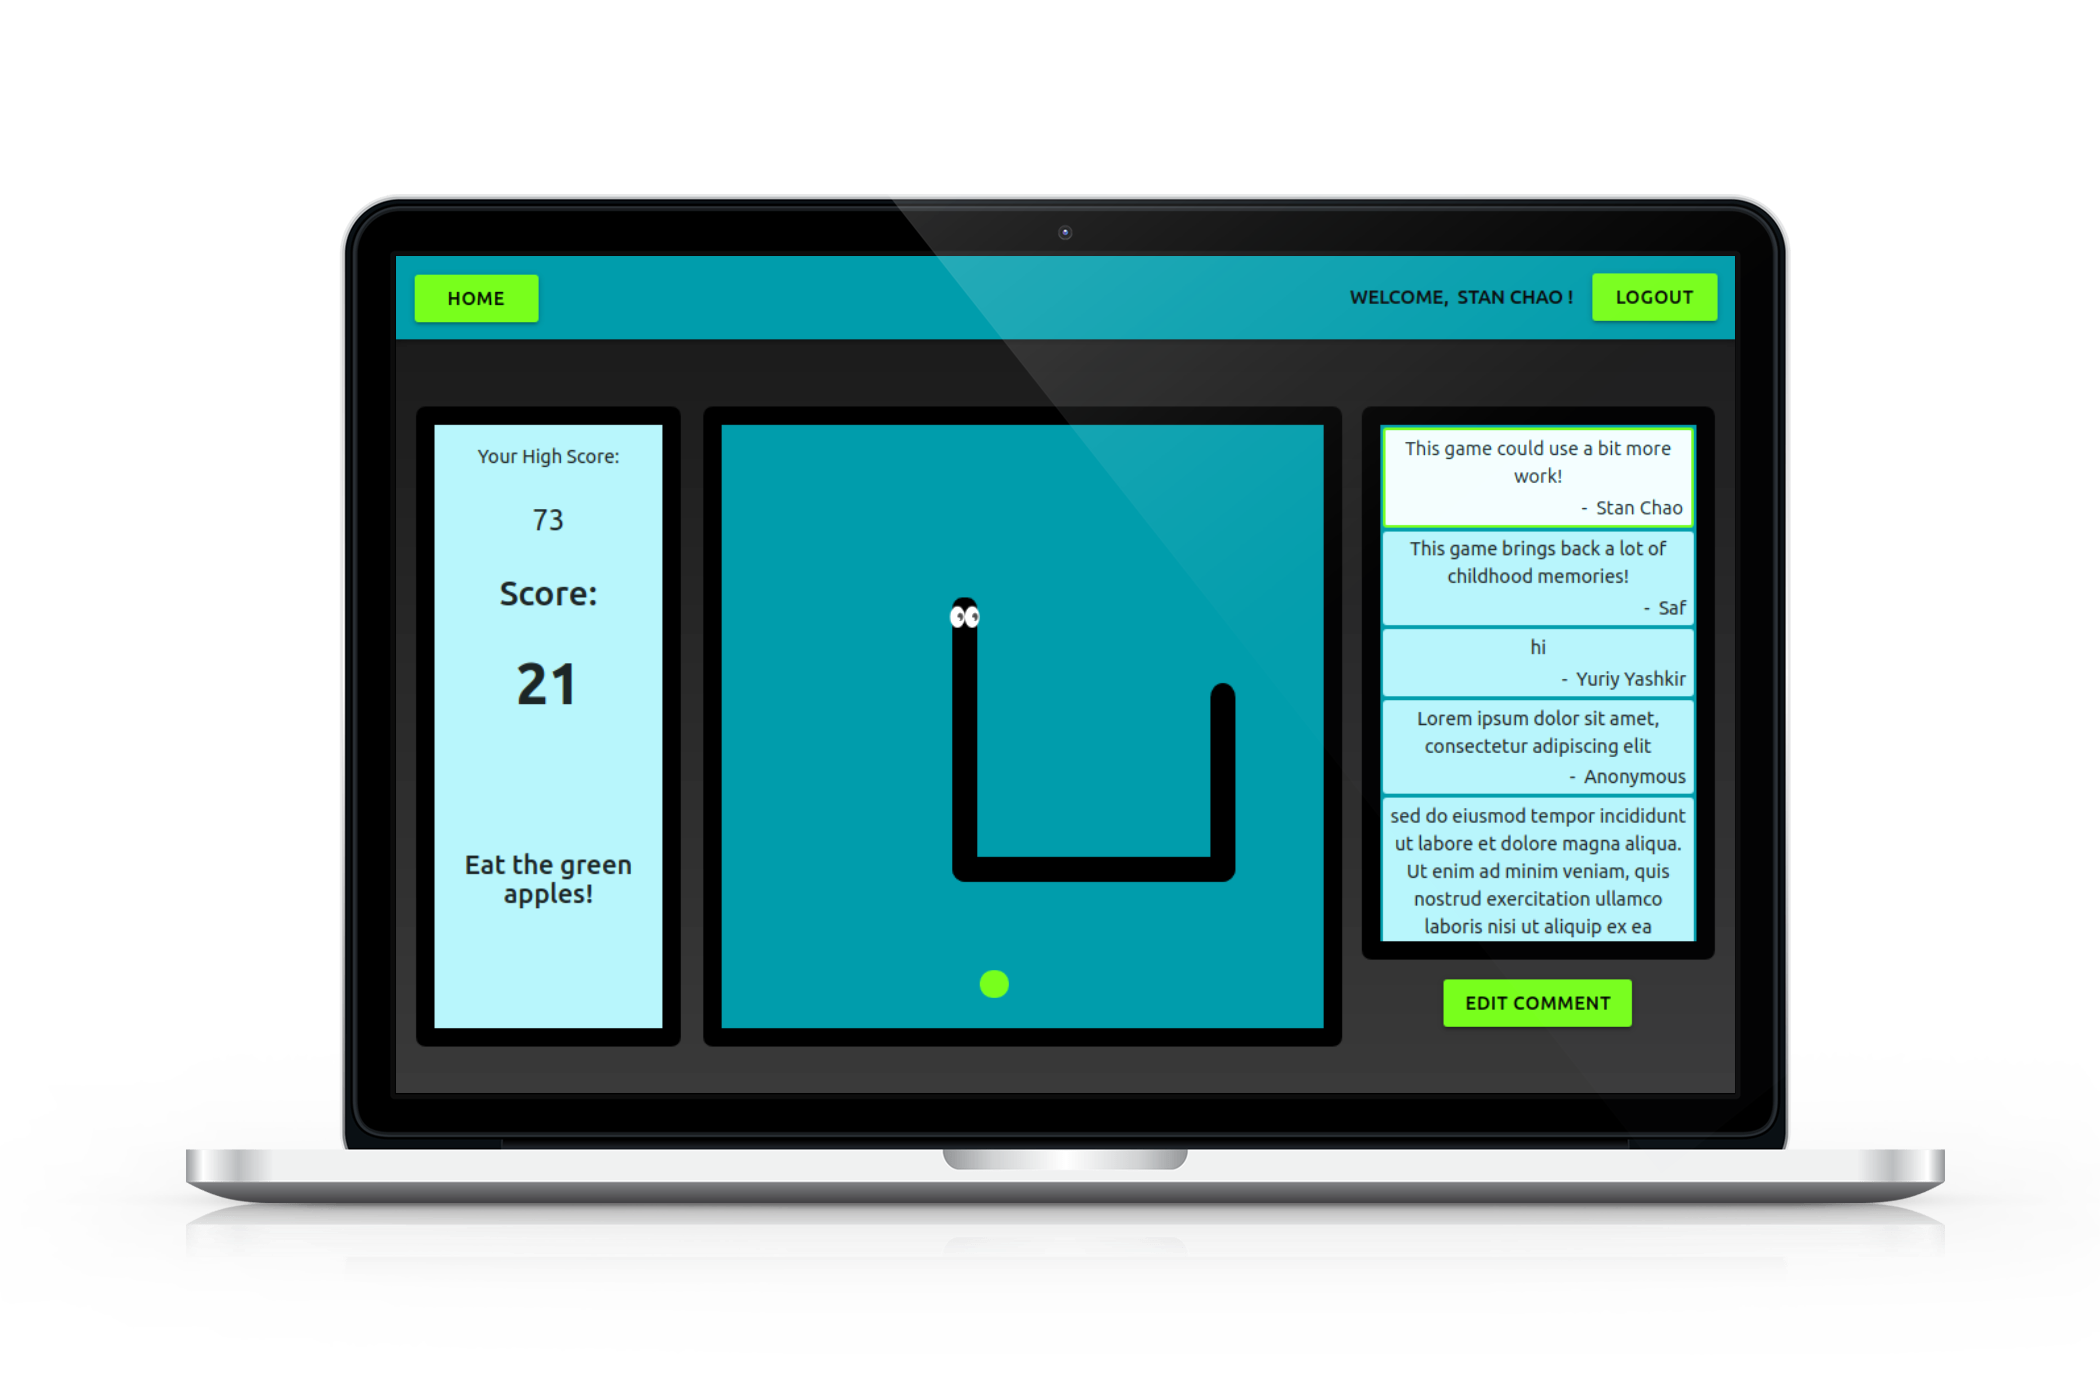 HOME
WELCOME, STAN CHAO !
LOGOUT
Your High Score:
73
Score:
21
Eat the green
apples!
This game could use a bit more
work!
- Stan Chao
This game brings back a lot of
childhood memories!
- Saf
hi
- Yuriy Yashkir
Lorem ipsum dolor sit amet,
consectetur adipiscing elit
- Anonymous
sed do eiusmod tempor incididunt
ut labore et dolore magna aliqua.
Ut enim ad minim veniam, quis
nostrud exercitation ullamco
laboris nisi ut aliquip ex ea
EDIT COMMENT